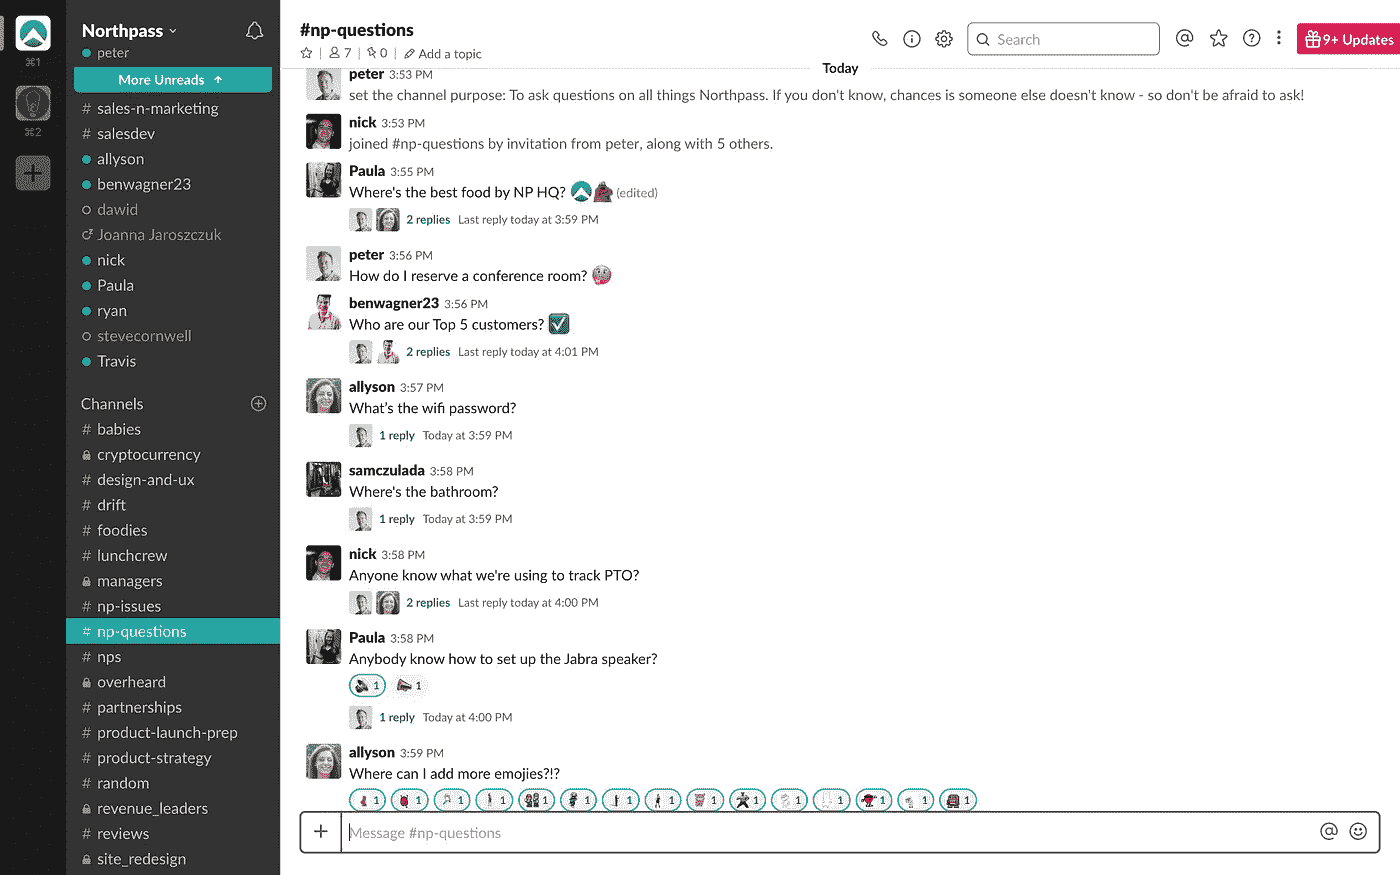 ⌘1
⌘2
Northpass
peter
More Unreads ↑
# sales-n-marketing
# salesdev
allyson
benwagner23
dawid
Joanna Jaroszczuk
nick
Paula
ryan
stevecornwell
Travis
Channels
# babies
cryptocurrency
# design-and-ux
# drift
# foodies
# lunchcrew
managers
# np-issues
# np-questions
# nps
overheard
# partnerships
# product-launch-prep
# product-strategy
# random
revenue_leaders
# reviews
site_redesign
#np-questions
7 | 0 | Add a topic
Search
9+ Updates
Today
peter 3:53 PM
set the channel purpose: To ask questions on all things Northpass. If you don't know, chances is someone else doesn't know - so don't be afraid to ask!
nick 3:53 PM
joined #np-questions by invitation from peter, along with 5 others.
Paula 3:55 PM
Where's the best food by NP HQ? (edited)
2 replies Last reply today at 3:59 PM
peter 3:56 PM
How do I reserve a conference room?
benwagner23 3:56 PM
Who are our Top 5 customers?
2 replies Last reply today at 4:01 PM
allyson 3:57 PM
What's the wifi password?
1 reply Today at 3:59 PM
samczulada 3:58 PM
Where's the bathroom?
1 reply Today at 3:59 PM
nick 3:58 PM
Anyone know what we're using to track PTO?
2 replies Last reply today at 4:00 PM
Paula 3:58 PM
Anybody know how to set up the Jabra speaker?
1 1
1 reply Today at 4:00 PM
allyson 3:59 PM
Where can I add more emojies?!?
1 1 1 1 1 1 1 1 1 1 1 1 1 1 1
+ Message #np-questions @